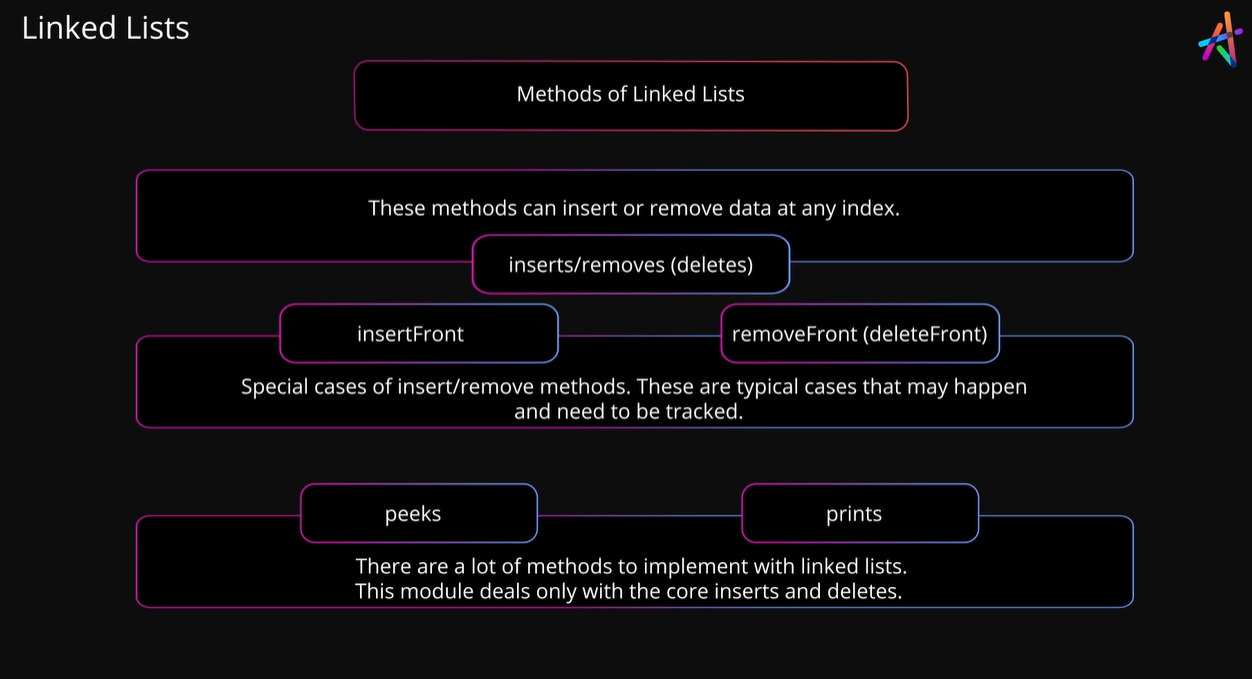 Linked Lists
Methods of Linked Lists
These methods can insert or remove data at any index.
inserts/removes (deletes)
insertFront
removeFront (deleteFront)
Special cases of insert/remove methods. These are typical cases that may happen
and need to be tracked.
peeks
prints
There are a lot of methods to implement with linked lists.
This module deals only with the core inserts and deletes.